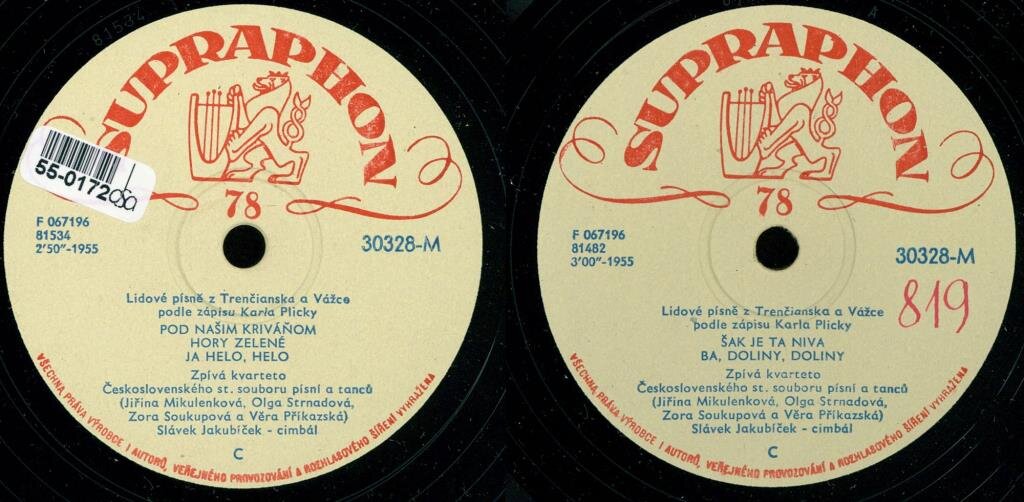 81534
SUPRAPHON
78
55-0172
F 067196
81534
2'50"-1955
30328-M
Lidové písně z Trenčianska a Vážce
podle zápisu Karla Plicky
POD NAŠIM KRIVÁŇOM
HORY ZELENÉ
JA HELO, HELO
Zpívá kvarteto
Československého st. souboru písní a tanců
(Jiřina Mikulenková, Olga Strnadová,
Zora Soukupová a Věra Příkazská)
Slávek Jakubíček - cimbál
C
VŠECHNA PRÁVA VÝROBCE I AUTORŮ, VEŘEJNÉHO PROVOZOVÁNÍ A ROZHLASOVÉHO ŠÍŘENÍ VYHRAŽENA
SUPRAPHON
78
F 067196
81482
3'00"-1955
30328-M
819
Lidové písně z Trenčianska a Vážce
podle zápisu Karla Plicky
ŠAK JE TA NIVA
BA, DOLINY, DOLINY
Zpívá kvarteto
Československého st. souboru písní a tanců
(Jiřina Mikulenková, Olga Strnadová,
Zora Soukupová a Věra Příkazská)
Slávek Jakubíček - cimbál
C
VŠECHNA PRÁVA VÝROBCE I AUTORŮ, VEŘEJNÉHO PROVOZOVÁNÍ A ROZHLASOVÉHO ŠÍŘENÍ VYHRAŽENA